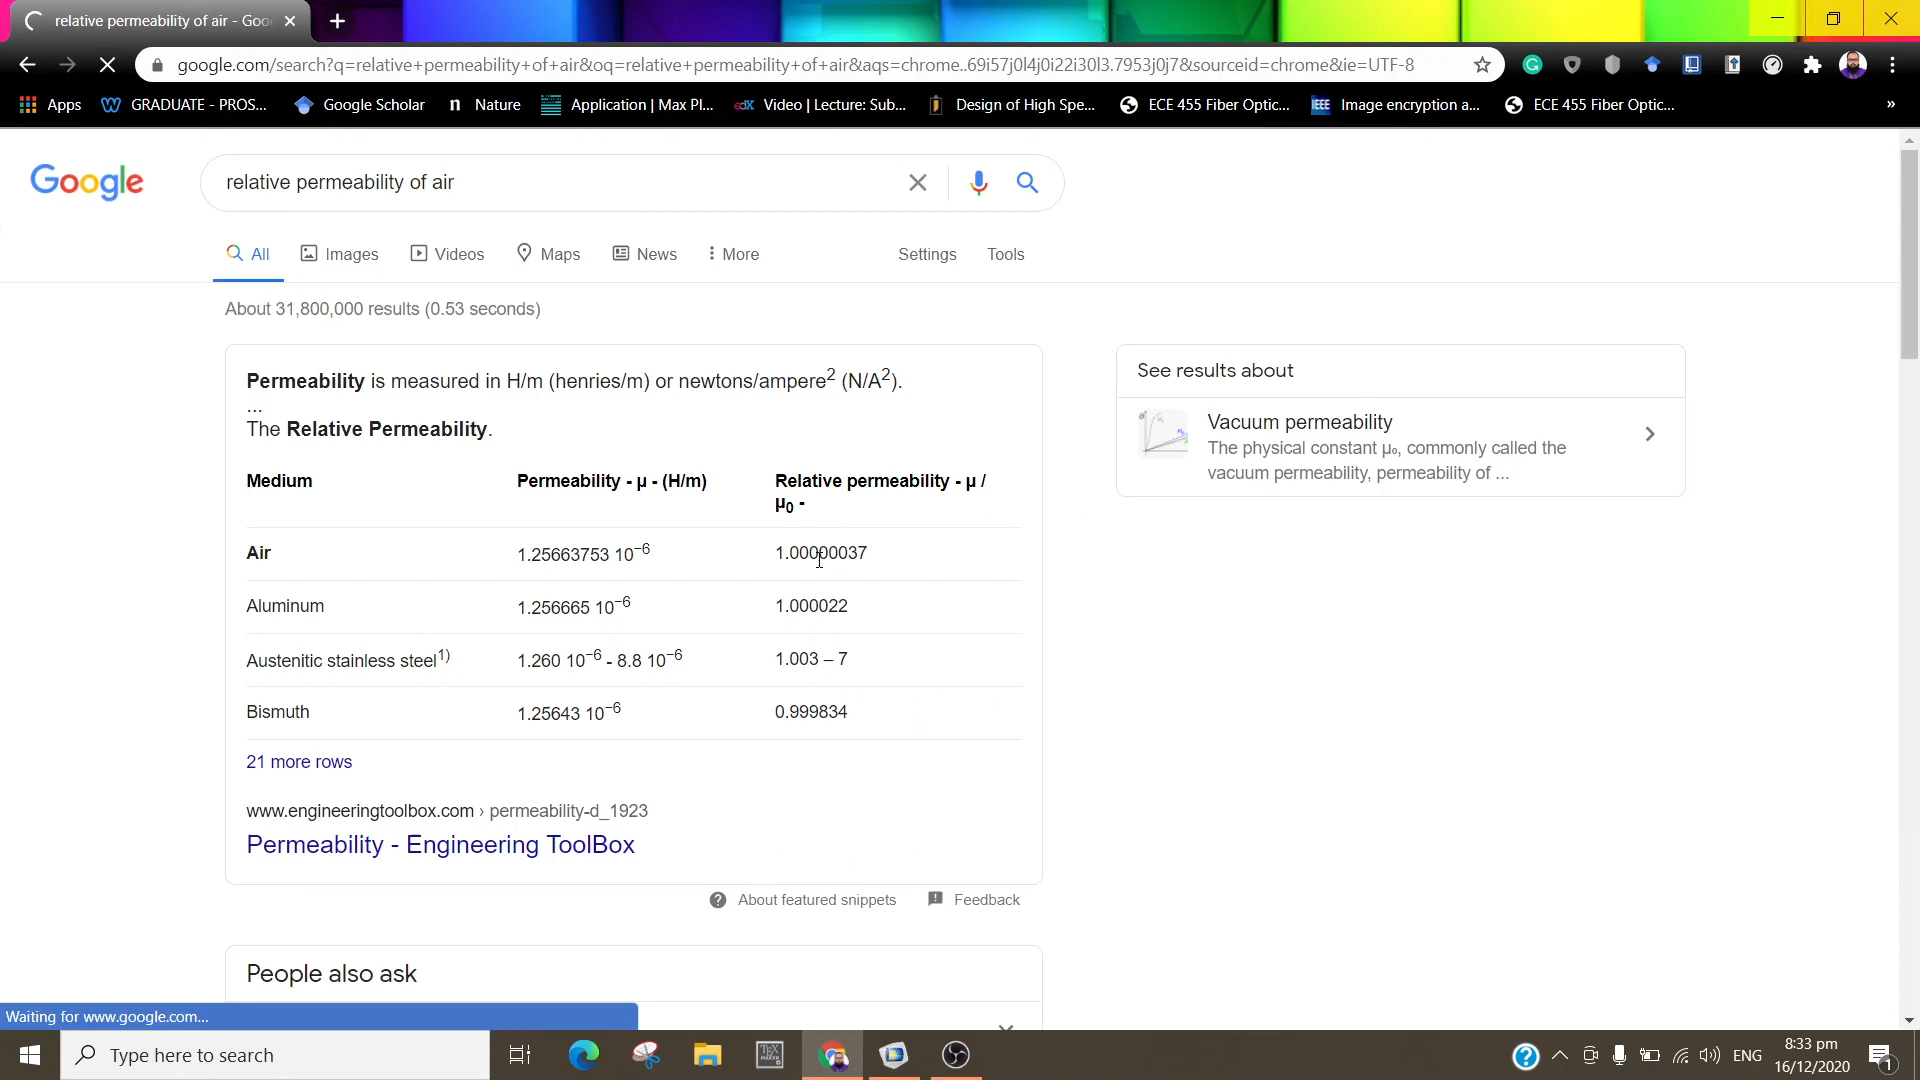 relative permeability of air - Goo
google.com/search?q=relative+permeability+of+air&oq=relative+permeability+of+air&aqs=chrome..69i57j0l4j0i22i30l3.7953j0j7&sourceid=chrome&ie=UTF-8
Apps GRADUATE - PROS... Google Scholar n Nature Application | Max Pl... edX Video | Lecture: Sub... Design of High Spe... ECE 455 Fiber Optic... IEEE Image encryption a... ECE 455 Fiber Optic... »
Google relative permeability of air
All Images Videos Maps News More Settings Tools
About 31,800,000 results (0.53 seconds)
Permeability is measured in H/m (henries/m) or newtons/ampere² (N/A²).
...
The Relative Permeability.
Medium Permeability - μ - (H/m) Relative permeability - μ /
μ₀ -
Air 1.25663753 10⁻⁶ 1.00000037
Aluminum 1.256665 10⁻⁶ 1.000022
Austenitic stainless steel¹⁾ 1.260 10⁻⁶ - 8.8 10⁻⁶ 1.003 – 7
Bismuth 1.25643 10⁻⁶ 0.999834
21 more rows
www.engineeringtoolbox.com › permeability-d_1923
Permeability - Engineering ToolBox
About featured snippets Feedback
People also ask
See results about
Vacuum permeability
The physical constant μ₀, commonly called the
vacuum permeability, permeability of ...
Waiting for www.google.com...
Type here to search
TEX
MAKER
ENG
8:33 pm
16/12/2020
1